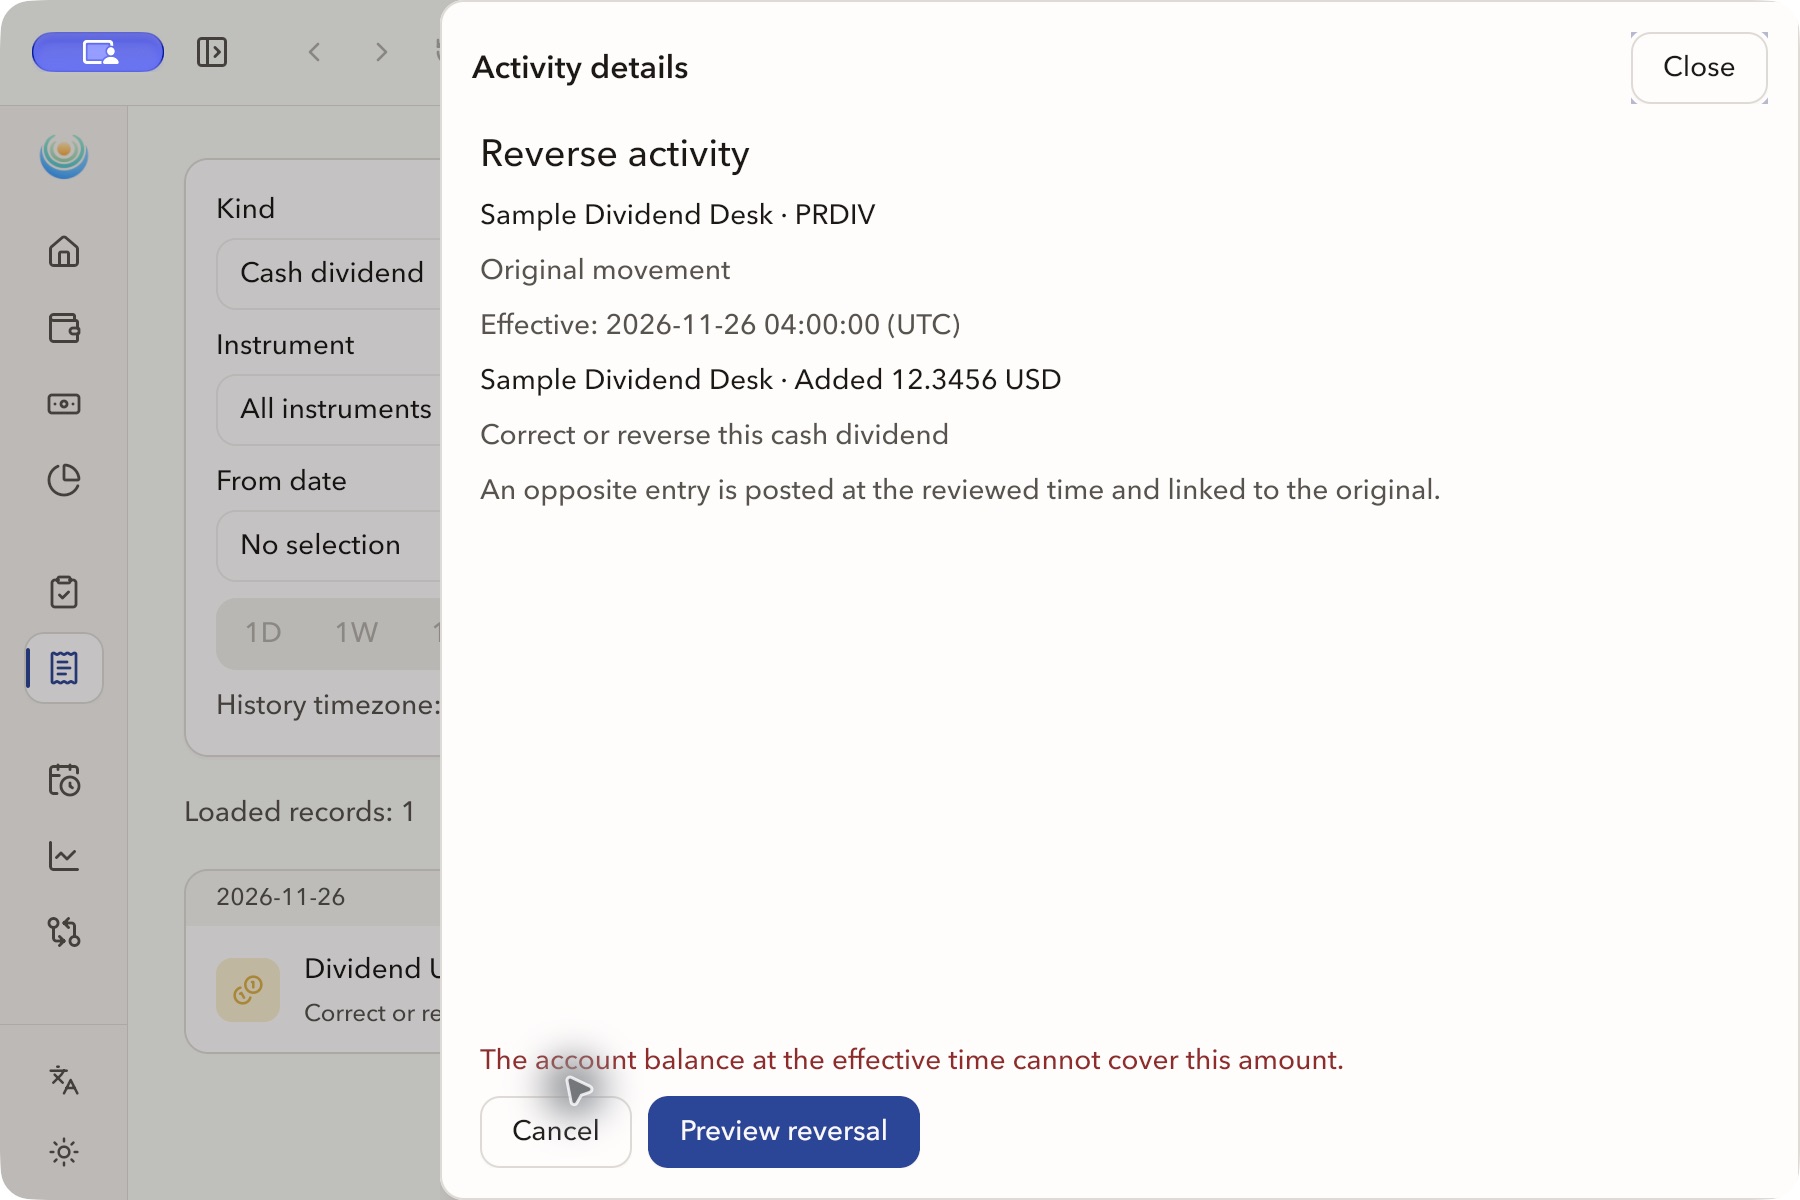 Activity details
Close
Reverse activity
Sample Dividend Desk · PRDIV
Original movement
Effective: 2026-11-26 04:00:00 (UTC)
Sample Dividend Desk · Added 12.3456 USD
Correct or reverse this cash dividend
An opposite entry is posted at the reviewed time and linked to the original.
The account balance at the effective time cannot cover this amount.
Cancel
Preview reversal
Kind
Cash dividend
Instrument
All instruments
From date
No selection
1D 1W
History timezone:
Loaded records: 1
2026-11-26
Dividend
Correct or